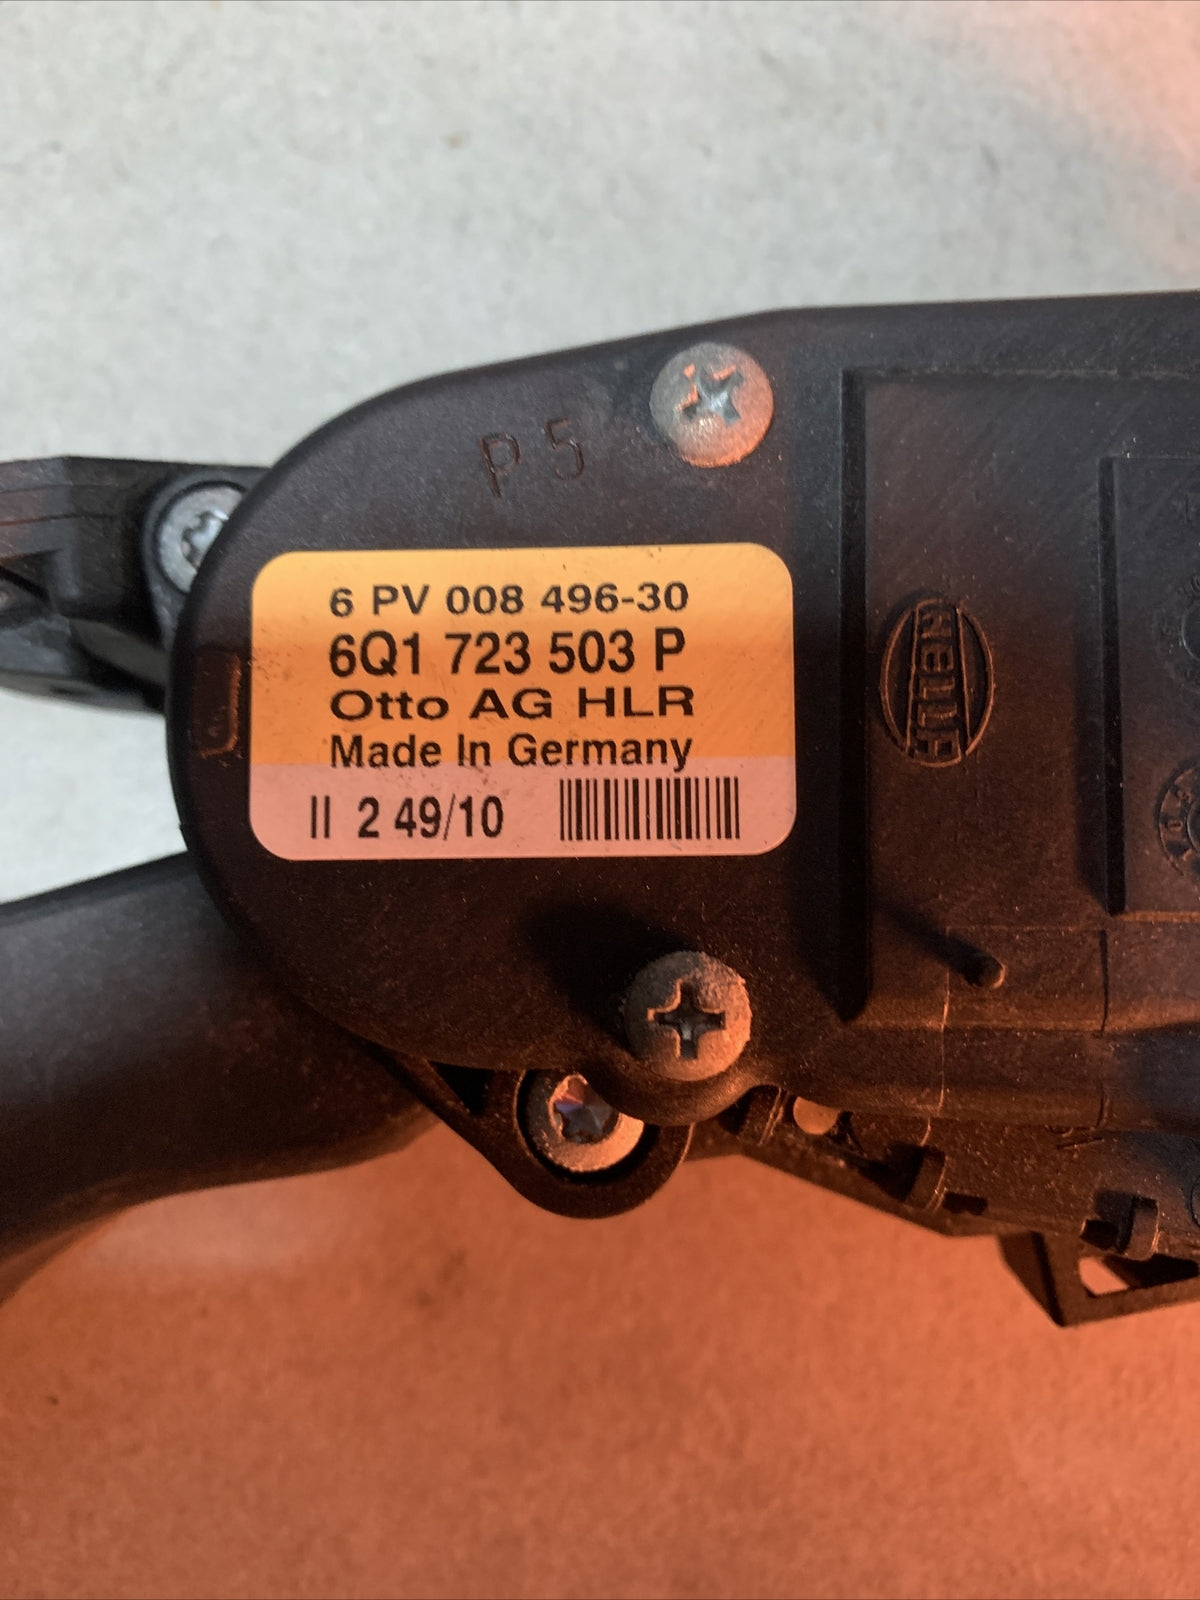 P 5
6 PV 008 496-30
6Q1 723 503 P
Otto AG HLR
Made In Germany
II 2 49/10
HELLA